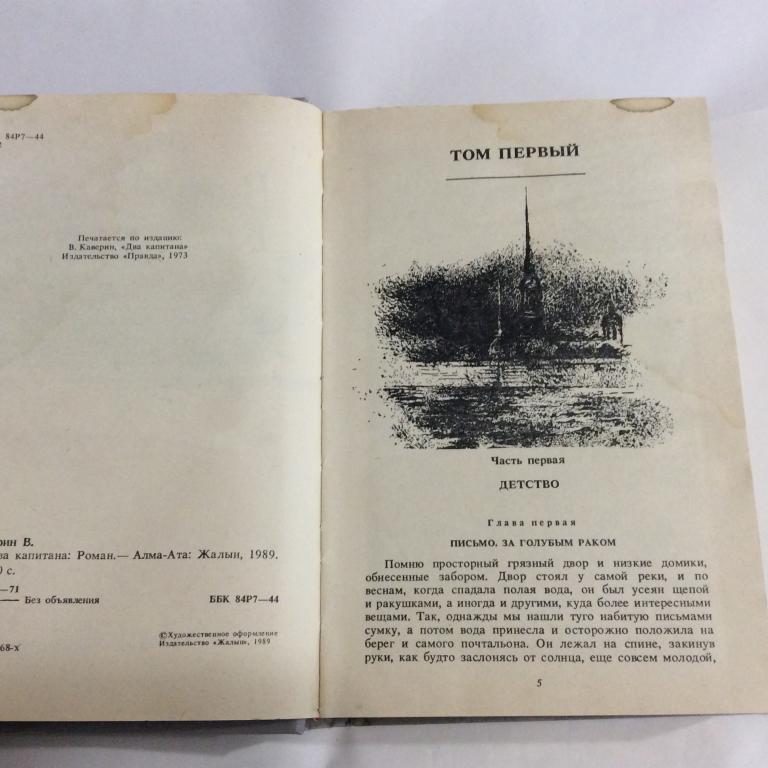 84Р7—44
Печатается по изданию:
В. Каверин, «Два капитана»
Издательство «Правда», 1973
рин В.
ва капитана: Роман.— Алма-Ата: Жалын, 1989.
0 с.
—71
Без объявления
ББК 84Р7—44
©Художественное оформление
Издательство «Жалын», 1989
68-х
ТОМ ПЕРВЫЙ
Часть первая
ДЕТСТВО
Глава первая
ПИСЬМО. ЗА ГОЛУБЫМ РАКОМ
Помню просторный грязный двор и низкие домики,
обнесенные забором. Двор стоял у самой реки, и по
веснам, когда спадала полая вода, он был усеян щепой
и ракушками, а иногда и другими, куда более интересными
вещами. Так, однажды мы нашли туго набитую письмами
сумку, а потом вода принесла и осторожно положила на
берег и самого почтальона. Он лежал на спине, закинув
руки, как будто заслонясь от солнца, еще совсем молодой,
5